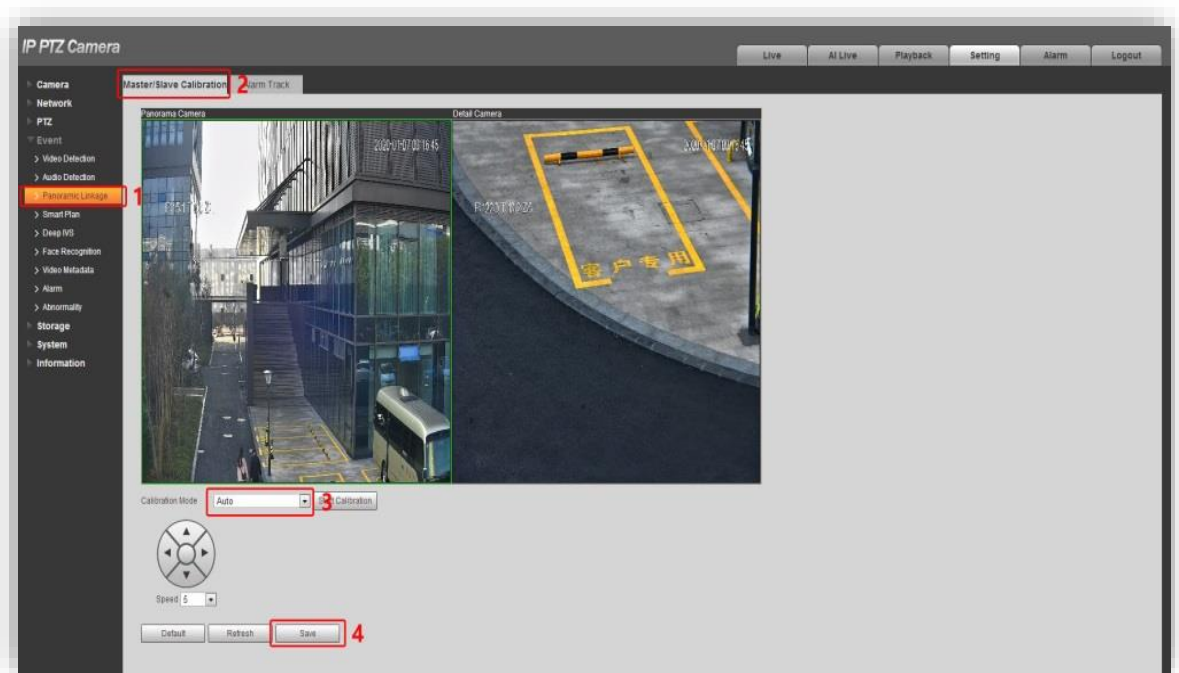 IP PTZ Camera
Live
AI Live
Playback
Setting
Alarm
Logout
Camera
Network
PTZ
Event
Video Detection
Audio Detection
Panoramic Linkage
Smart Plan
Deep IVS
Face Recognition
Video Metadata
Alarm
Abnormality
Storage
System
Information
1
Master/Slave Calibration
2
Alarm Track
Panorama Camera
Detail Camera
客户专用
Calibration Mode
Auto
3
Start Calibration
Speed
5
Default
Refresh
Save
4